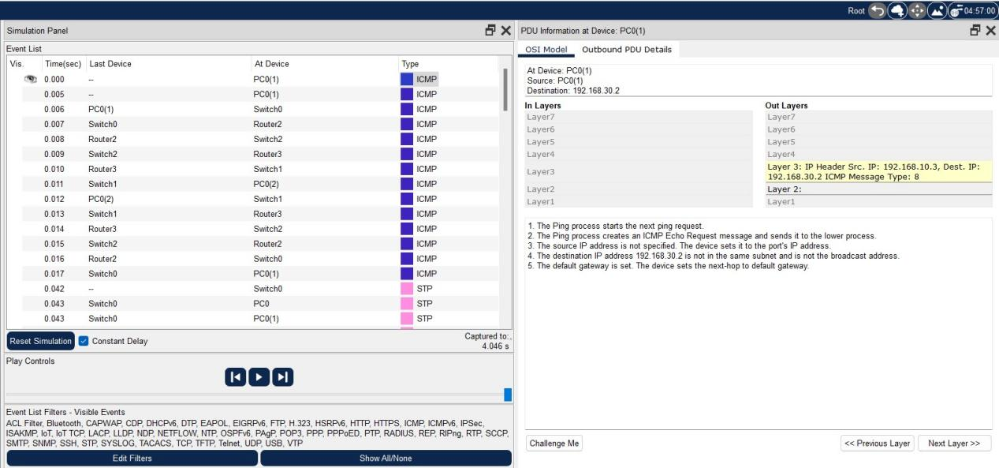 Root 04:57:00
Simulation Panel
Event List
Vis. Time(sec) Last Device At Device Type
0.000 -- PC0(1) ICMP
0.005 -- PC0(1) ICMP
0.006 PC0(1) Switch0 ICMP
0.007 Switch0 Router2 ICMP
0.008 Router2 Switch2 ICMP
0.009 Switch2 Router3 ICMP
0.010 Router3 Switch1 ICMP
0.011 Switch1 PC0(2) ICMP
0.012 PC0(2) Switch1 ICMP
0.013 Switch1 Router3 ICMP
0.014 Router3 Switch2 ICMP
0.015 Switch2 Router2 ICMP
0.016 Router2 Switch0 ICMP
0.017 Switch0 PC0(1) ICMP
0.042 -- Switch0 STP
0.043 Switch0 PC0 STP
0.043 Switch0 PC0(1) STP
Reset Simulation Constant Delay Captured to:,
4.046 s
Play Controls
Event List Filters - Visible Events
ACL Filter, Bluetooth, CAPWAP, CDP, DHCPv6, DTP, EAPOL, EIGRPv6, FTP, H.323, HSRPv6, HTTP, HTTPS, ICMP, ICMPv6, IPSec,
ISAKMP, IoT, IoT TCP, LACP, LLDP, NDP, NETFLOW, NTP, OSPFv6, PAgP, POP3, PPP, PPPoED, PTP, RADIUS, REP, RIPng, RTP, SCCP,
SMTP, SNMP, SSH, STP, SYSLOG, TACACS, TCP, TFTP, Telnet, UDP, USB, VTP
Edit Filters Show All/None
PDU Information at Device: PC0(1)
OSI Model Outbound PDU Details
At Device: PC0(1)
Source: PC0(1)
Destination: 192.168.30.2
In Layers Out Layers
Layer7 Layer7
Layer6 Layer6
Layer5 Layer5
Layer4 Layer4
Layer3 Layer 3: IP Header Src. IP: 192.168.10.3, Dest. IP:
192.168.30.2 ICMP Message Type: 8
Layer2 Layer 2:
Layer1 Layer1
1. The Ping process starts the next ping request.
2. The Ping process creates an ICMP Echo Request message and sends it to the lower process.
3. The source IP address is not specified. The device sets it to the port's IP address.
4. The destination IP address 192.168.30.2 is not in the same subnet and is not the broadcast address.
5. The default gateway is set. The device sets the next-hop to default gateway.
Challenge Me << Previous Layer Next Layer >>